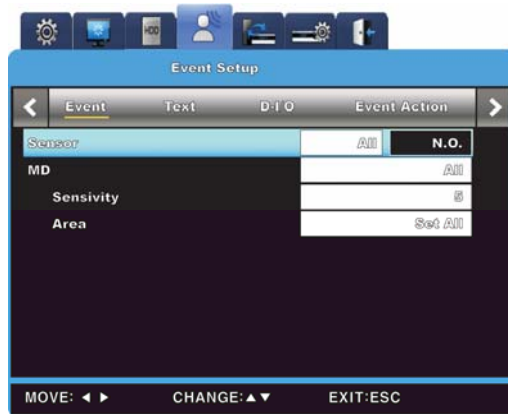 HDD
Event Setup
Event Text D-I/O Event Action
Sensor All N.O.
MD All
Sensivity 5
Area Set All
MOVE: ◄ ► CHANGE:▲▼ EXIT:ESC